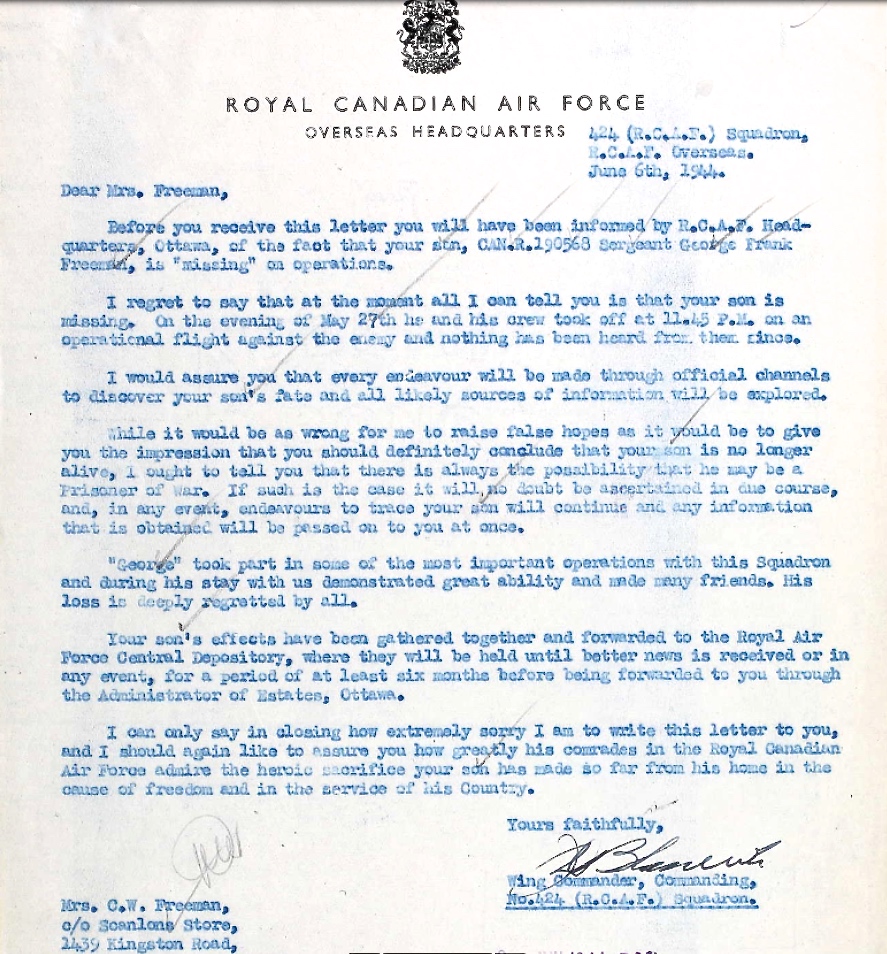 ROYAL CANADIAN AIR FORCE
OVERSEAS HEADQUARTERS
424 (R.C.A.F.) Squadron,
R.C.A.F. Overseas.
June 6th, 1944.
Dear Mrs. Freeman,
Before you receive this letter you will have been informed by R.C.A.F. Head-
quarters, Ottawa, of the fact that your son, CAN.R.190568 Sergeant George Frank
Freeman, is "missing" on operations.
I regret to say that at the moment all I can tell you is that your son is
missing. On the evening of May 27th he and his crew took off at 11.45 P.M. on an
operational flight against the enemy and nothing has been heard from them since.
I would assure you that every endeavour will be made through official channels
to discover your son's fate and all likely sources of information will be explored.
While it would be as wrong for me to raise false hopes as it would be to give
you the impression that you should definitely conclude that your son is no longer
alive, I ought to tell you that there is always the possibility that he may be a
Prisoner of war. If such is the case it will no doubt be ascertained in due course,
and, in any event, endeavours to trace your son will continue and any information
that is obtained will be passed on to you at once.
"George" took part in some of the most important operations with this Squadron
and during his stay with us demonstrated great ability and made many friends. His
loss is deeply regretted by all.
Your son's effects have been gathered together and forwarded to the Royal Air
Force Central Depository, where they will be held until better news is received or in
any event, for a period of at least six months before being forwarded to you through
the Administrator of Estates, Ottawa.
I can only say in closing how extremely sorry I am to write this letter to you,
and I should again like to assure you how greatly his comrades in the Royal Canadian
Air Force admire the heroic sacrifice your son has made so far from his home in the
cause of freedom and in the service of his Country.
Yours faithfully,
Wing Commander, Commanding,
No.424 (R.C.A.F.) Squadron.
Mrs. C.W. Freeman,
c/o Scanlons Store,
1439 Kingston Road,